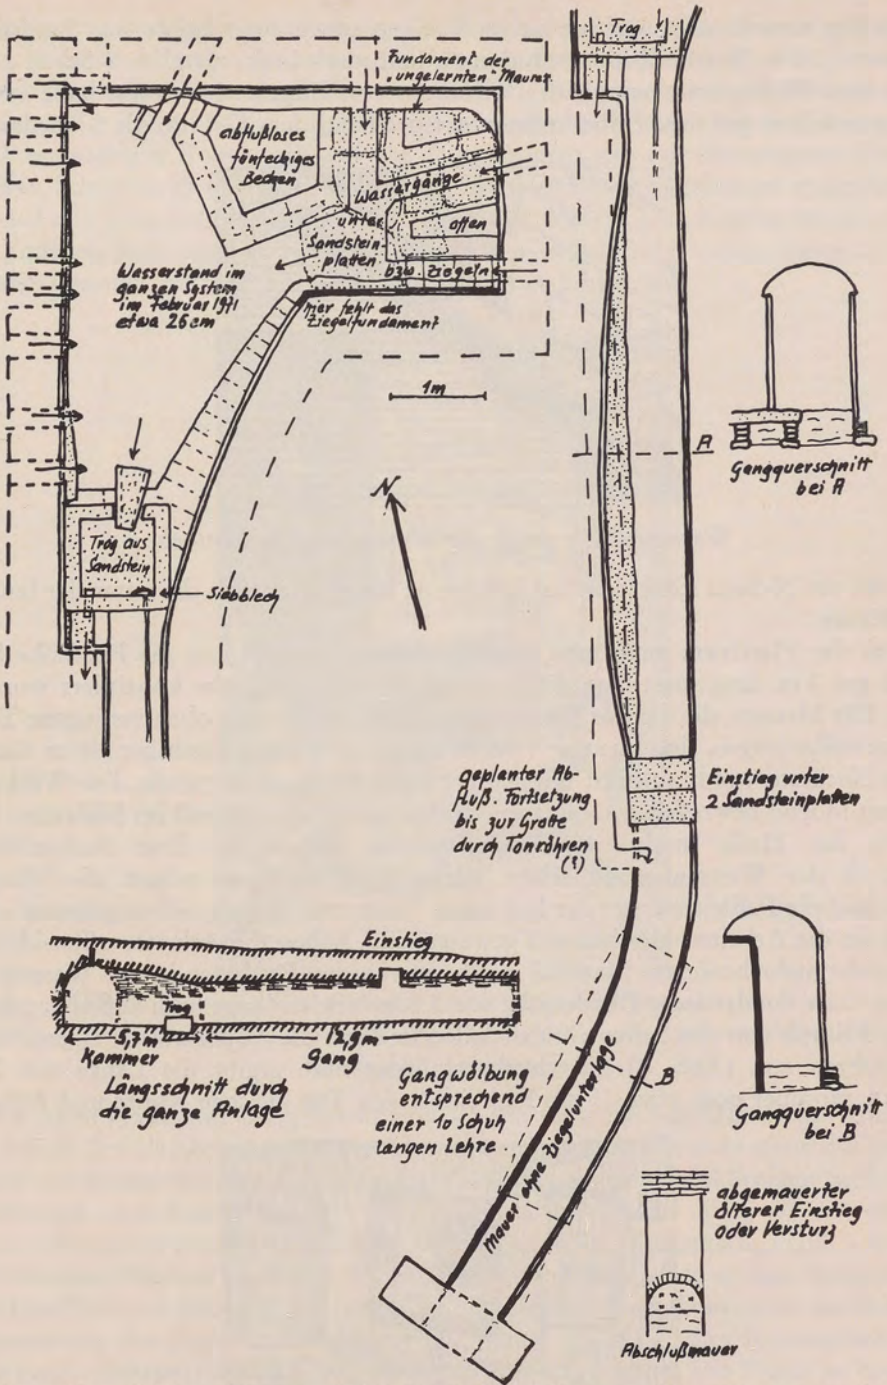 Trog
Fundament der
„ungelernten“ Maurer
abflußloses
fünfeckiges
Becken
Wassergänge
unter
Sandstein-
platten
offen
bzw. Ziegeln
Wasserstand im
ganzen System
im Februar 1971
etwa 26cm
hier fehlt das
Ziegelfundament
1m
N
Trog aus
Sandstein
Siebblech
A
Gangquerschnitt
bei A
geplanter Ab-
fluß. Fortsetzung
bis zur Grotte
durch Tonröhren
(?)
Einstieg unter
2 Sandsteinplatten
Einstieg
Trog
5,7m
12,9m
Kammer
Gang
Längsschnitt durch
die ganze Anlage
Gangwölbung
entsprechend
einer 10 Schuh
langen Lehre.
Mauer ohne Ziegelunterlage
B
Gangquerschnitt
bei B
abgemauerter
älterer Einstieg
oder Versturz
Abschlußmauer